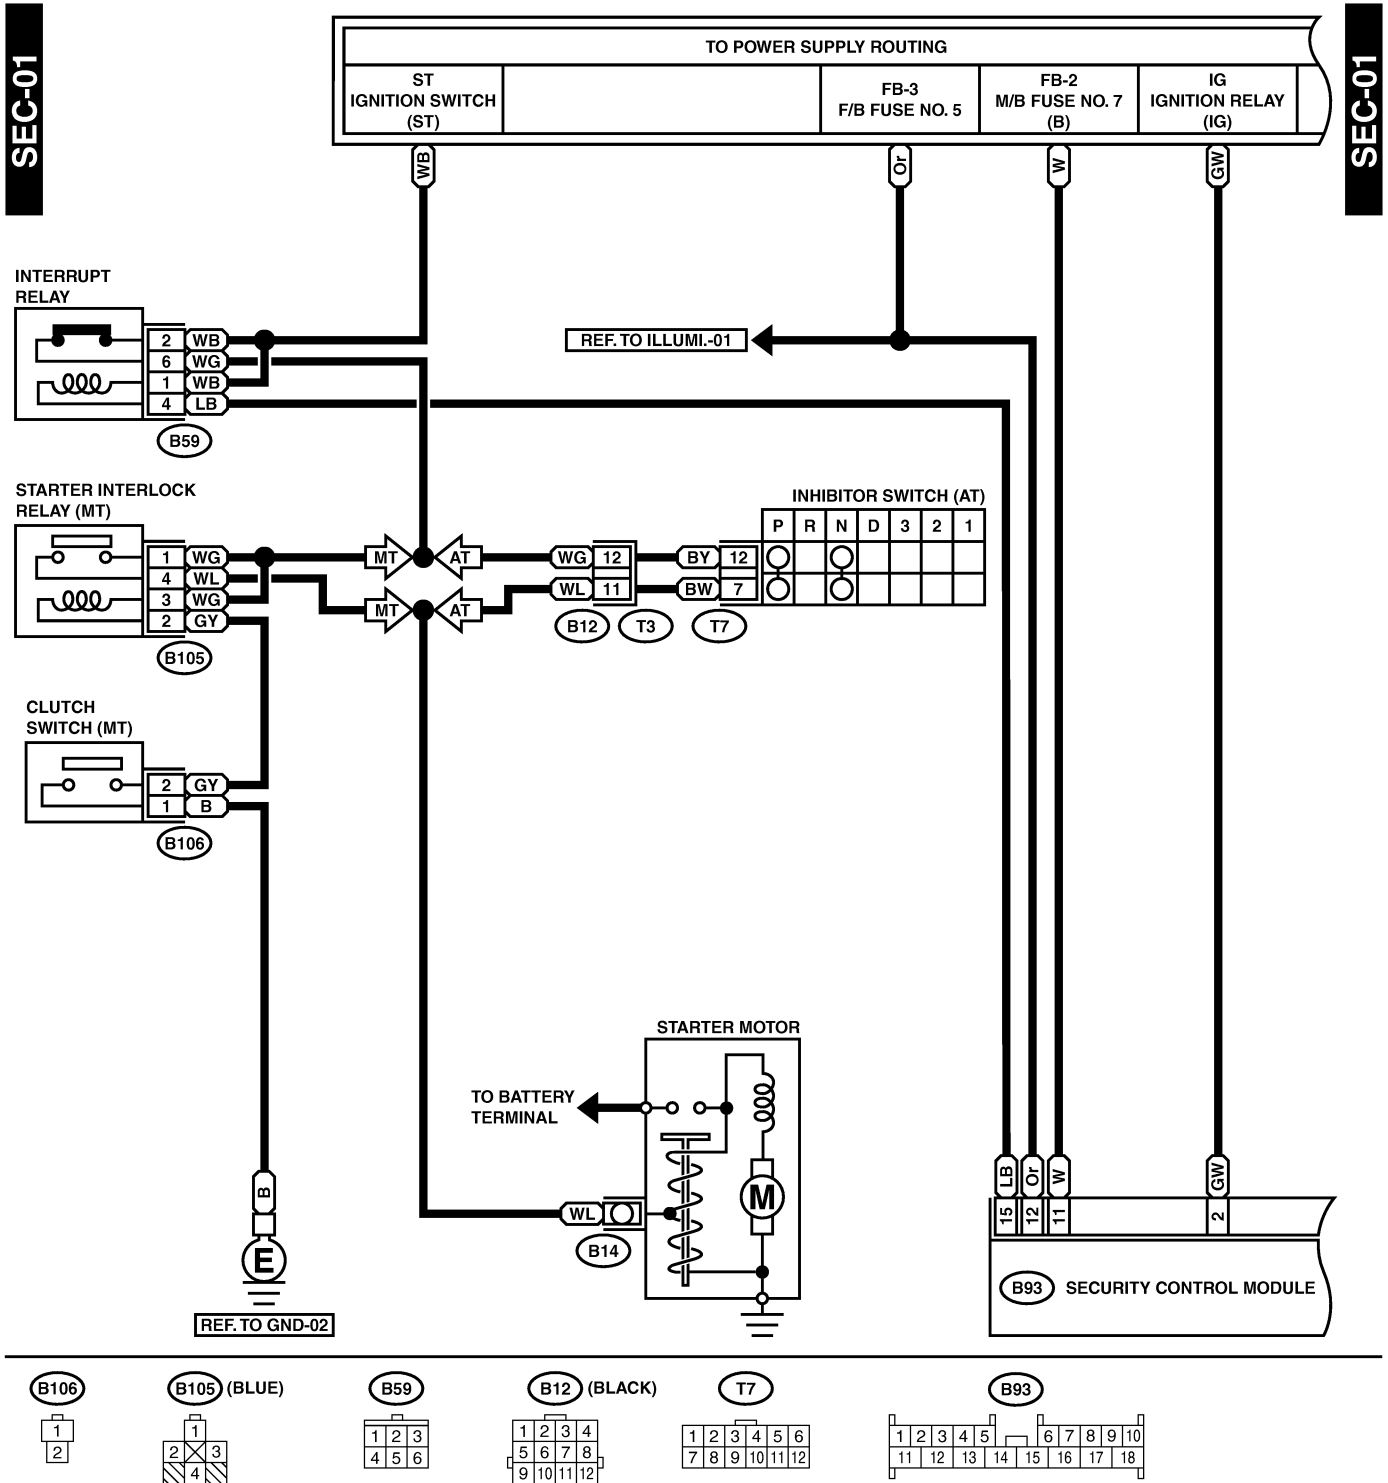 SEC-01
SEC-01
TO POWER SUPPLY ROUTING
ST
IGNITION SWITCH
(ST)
FB-3
F/B FUSE NO. 5
FB-2
M/B FUSE NO. 7
(B)
IG
IGNITION RELAY
(IG)
WB
Or
W
GW
INTERRUPT
RELAY
2 WB
6 WG
1 WB
4 LB
B59
REF. TO ILLUMI.-01
STARTER INTERLOCK
RELAY (MT)
1 WG
4 WL
3 WG
2 GY
B105
MT AT
MT AT
WG 12
WL 11
B12
T3
BY 12
BW 7
T7
INHIBITOR SWITCH (AT)
P R N D 3 2 1
CLUTCH
SWITCH (MT)
2 GY
1 B
B106
STARTER MOTOR
TO BATTERY
TERMINAL
M
WL
B14
B
E
REF. TO GND-02
LB Or W GW
15 12 11 2
B93 SECURITY CONTROL MODULE
B106
1
2
B105 (BLUE)
1
2 3
4
B59
1 2 3
4 5 6
B12 (BLACK)
1 2 3 4
5 6 7 8
9 10 11 12
T7
1 2 3 4 5 6
7 8 9 10 11 12
B93
1 2 3 4 5 6 7 8 9 10
11 12 13 14 15 16 17 18